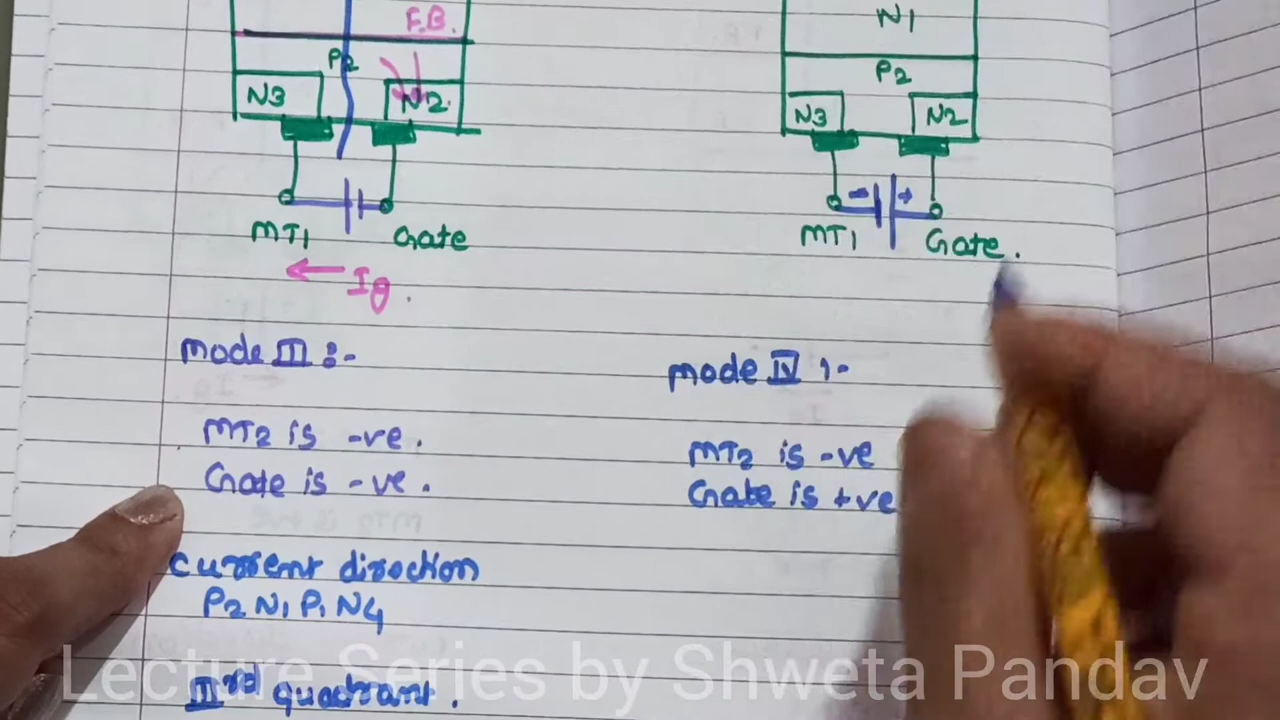 F.B.
P2
N3
N2
MT1 Gate
Ig.
Mode III :-
MT2 is -ve.
Gate is -ve.
current direction
P2 N1 P1 N4
IIIrd quadrant.
N1
P2
N3
N2
- +
MT1 Gate.
Mode IV :-
MT2 is -ve
Gate is +ve
Lecture Series by Shweta Pandav